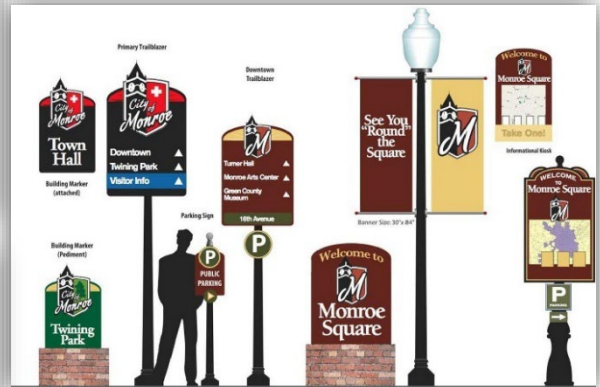 Primary Trailblazer
City of
Monroe
Downtown
Twining Park
Visitor Info
City of
Monroe
Town
Hall
Building Marker
(attached)
Building Marker
(Pediment)
City of
Monroe
Twining
Park
Parking Sign
P
PUBLIC
PARKING
Downtown
Trailblazer
M
Turner Hall
Monroe Arts Center
Green County
Museum
16th Avenue
P
See You
"Round"
the
Square
M
Banner Size: 30"x 84"
Welcome to
M
Monroe
Square
Welcome to
Monroe Square
Take One!
Informational Kiosk
WELCOME
TO
Monroe Square
M
P
PARKING